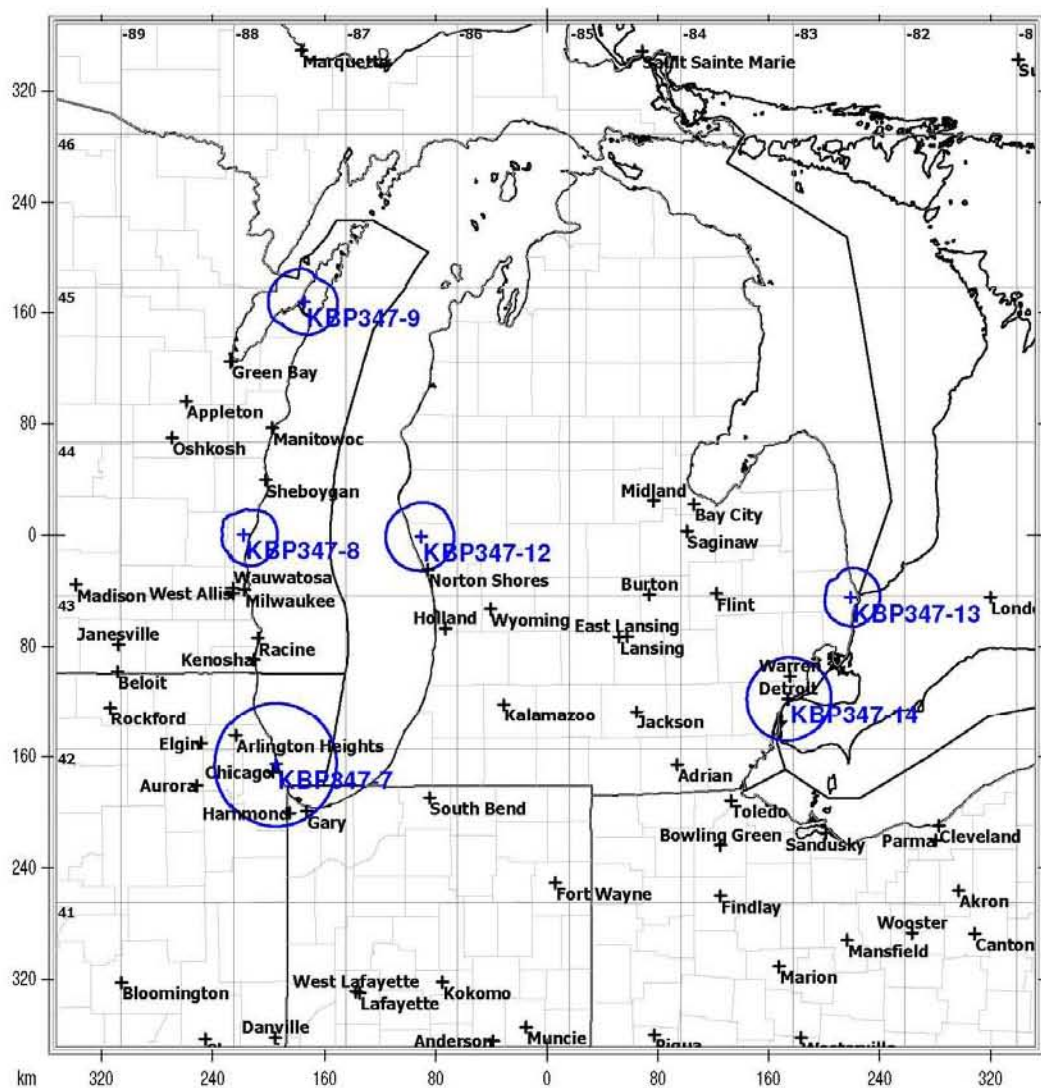 -89 -88 -87 -86 -85 -84 -83 -82 -8
Marquette
Sault Sainte Marie
320
46
240
45
160
KBP347-9
Green Bay
Appleton
Oshkosh
Manitowoc
80
44
Sheboygan
Midland
Bay City
Saginaw
0
KBP347-8
KBP347-12
Wauwatosa
Norton Shores
Madison
West Allis
Milwaukee
Burton
Flint
KBP347-13
43
Holland
Wyoming
East Lansing
Lansing
80
Janesville
Racine
Kenosha
Beloit
Warren
Detroit
Rockford
Kalamazoo
Jackson
KBP347-14
Elgin
Arlington Heights
160
42
Chicago
KBP347-7
Adrian
Aurora
Hammond
Gary
South Bend
Toledo
Bowling Green
Sandusky
Parma
Cleveland
240
Fort Wayne
Findlay
Akron
41
Wooster
Canton
Mansfield
320
Bloomington
West Lafayette
Lafayette
Kokomo
Marion
Danville
Anderson
Muncie
km
km 320 240 160 80 0 80 160 240 320